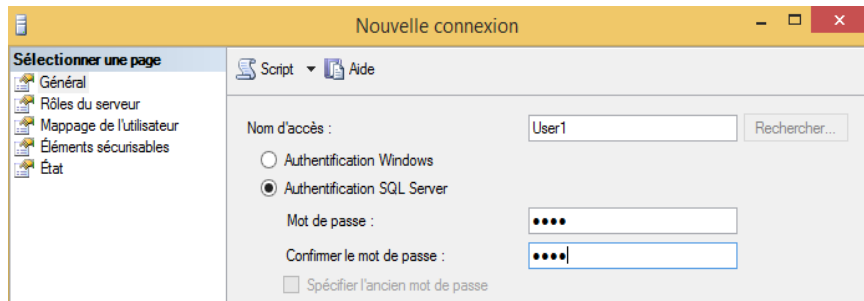 Nouvelle connexion
Sélectionner une page
Général
Rôles du serveur
Mappage de l'utilisateur
Éléments sécurisables
État
Script
Aide
Nom d'accès :
User1
Rechercher...
Authentification Windows
Authentification SQL Server
Mot de passe :
••••
Confirmer le mot de passe :
••••
Spécifier l'ancien mot de passe